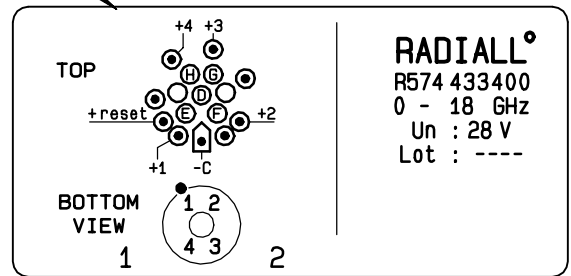 +4 +3
TOP
H G
D
+reset E F +2
+1 -C
BOTTOM
VIEW
1 2
4 3
1 2
RADIALL°
R574 433400
0 - 18 GHz
Un : 28 V
Lot : ----